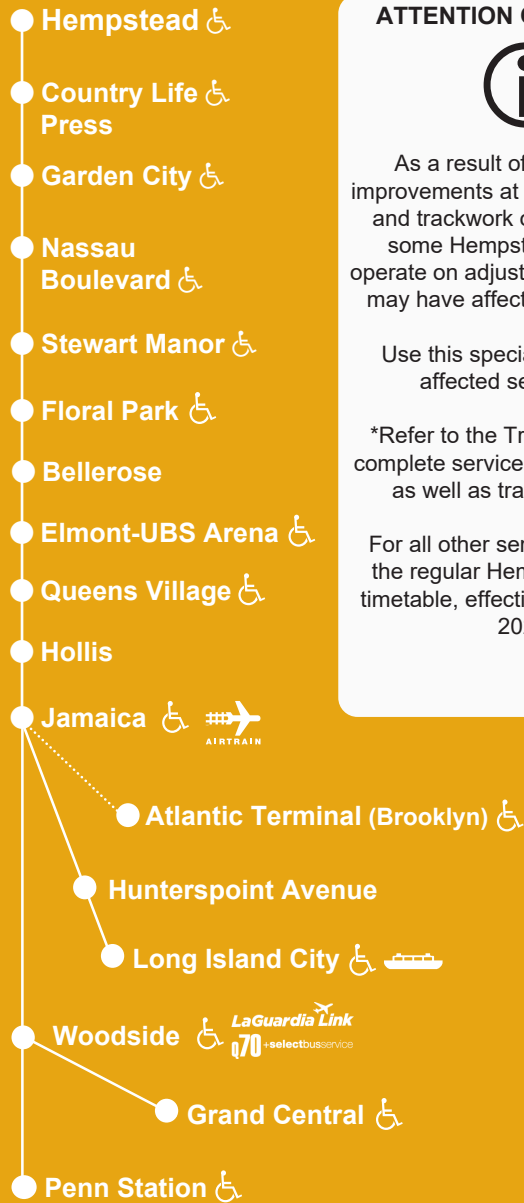 Hempstead
Country Life
Press
Garden City
Nassau
Boulevard
Stewart Manor
Floral Park
Bellerose
Elmont-UBS Arena
Queens Village
Hollis
Jamaica
AIRTRAIN
Atlantic Terminal (Brooklyn)
Hunterspoint Avenue
Long Island City
Woodside
LaGuardia Link
Q70 +selectbusservice
Grand Central
Penn Station
ATTENTION
i
As a result of
improvements at
and trackwork
some Hempst
operate on adjust
may have affect
Use this specia
affected se
*Refer to the Tr
complete service
as well as tra
For all other ser
the regular Hem
timetable, effecti
20